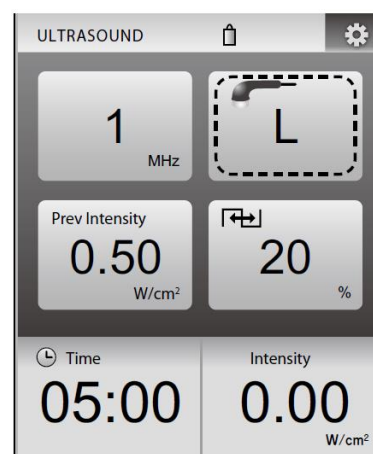 ULTRASOUND
1
MHz
L
Prev Intensity
0.50
W/cm²
20
%
Time
05:00
Intensity
0.00
W/cm²